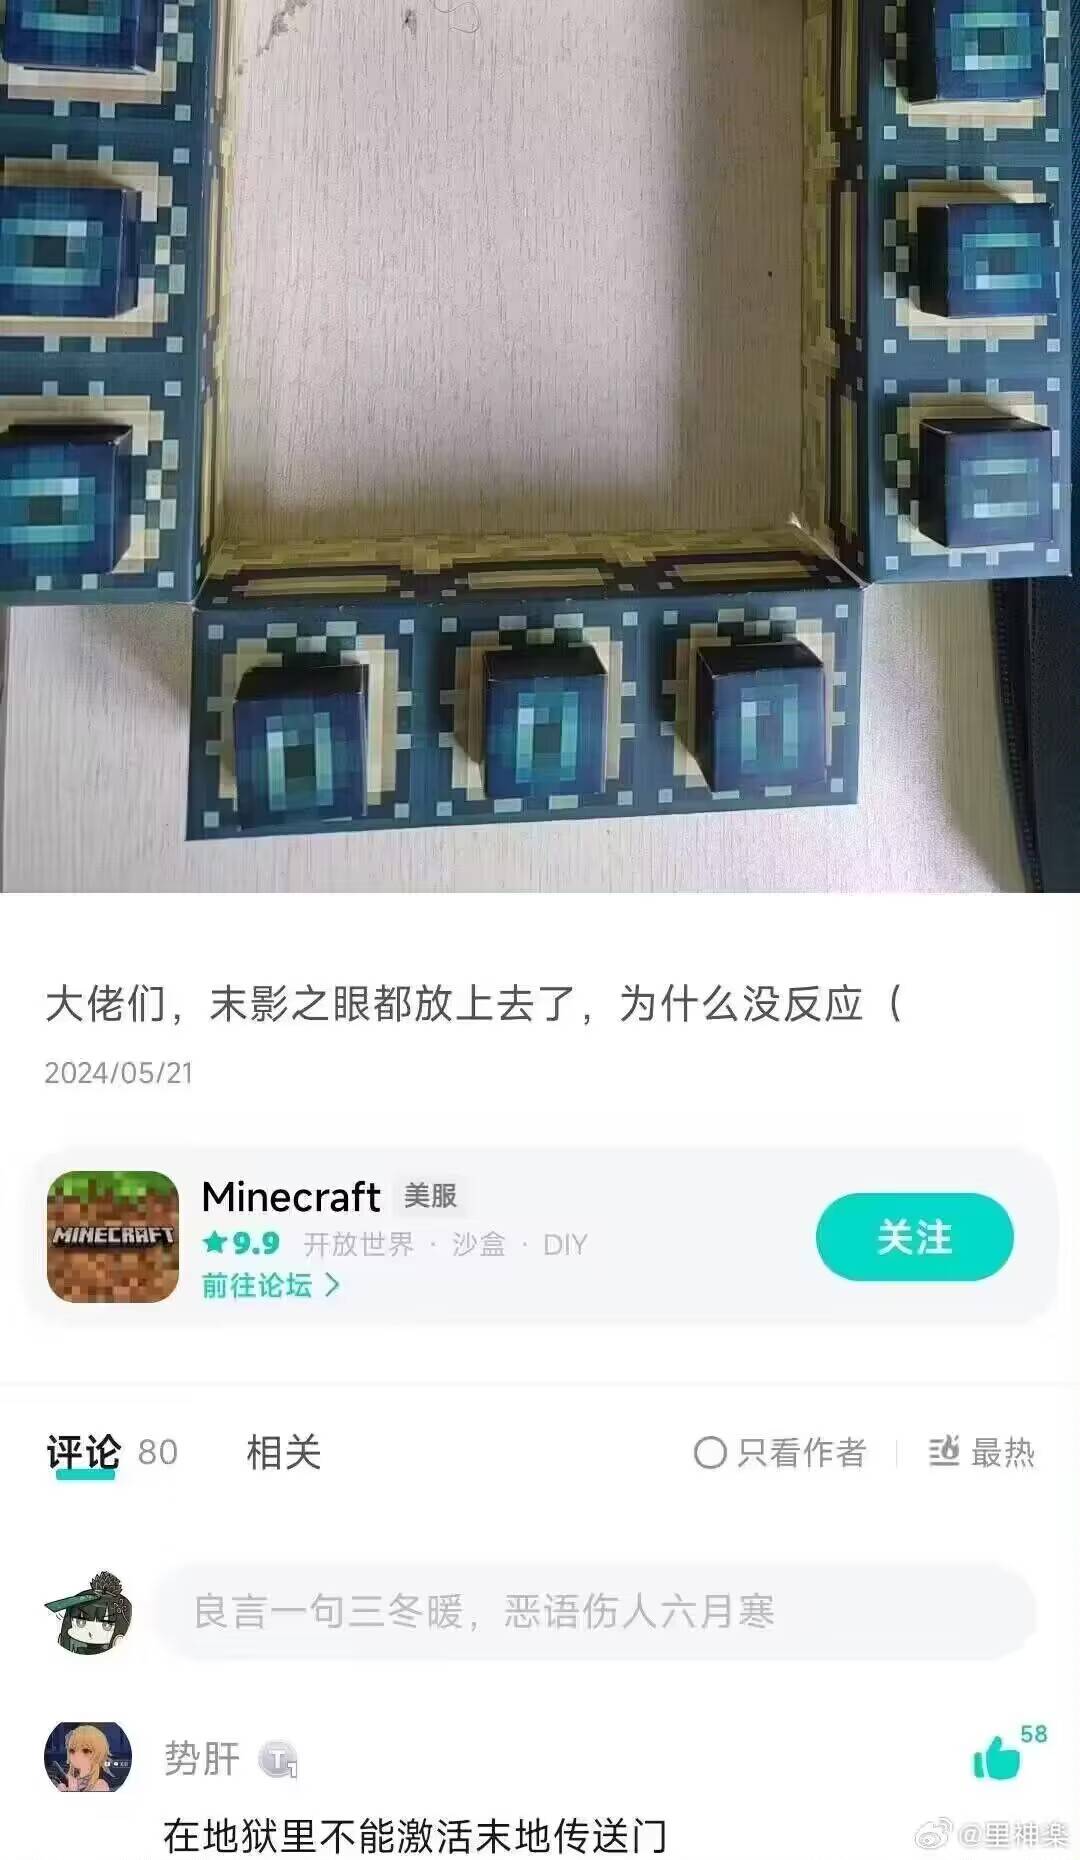 大佬们，末影之眼都放上去了，为什么没反应（
2024/05/21
MINECRAFT
Minecraft 美服
9.9 开放世界 · 沙盒 · DIY
前往论坛
关注
评论 80 相关 只看作者 最热
良言一句三冬暖，恶语伤人六月寒
势肝
58
在地狱里不能激活末地传送门
@里神楽